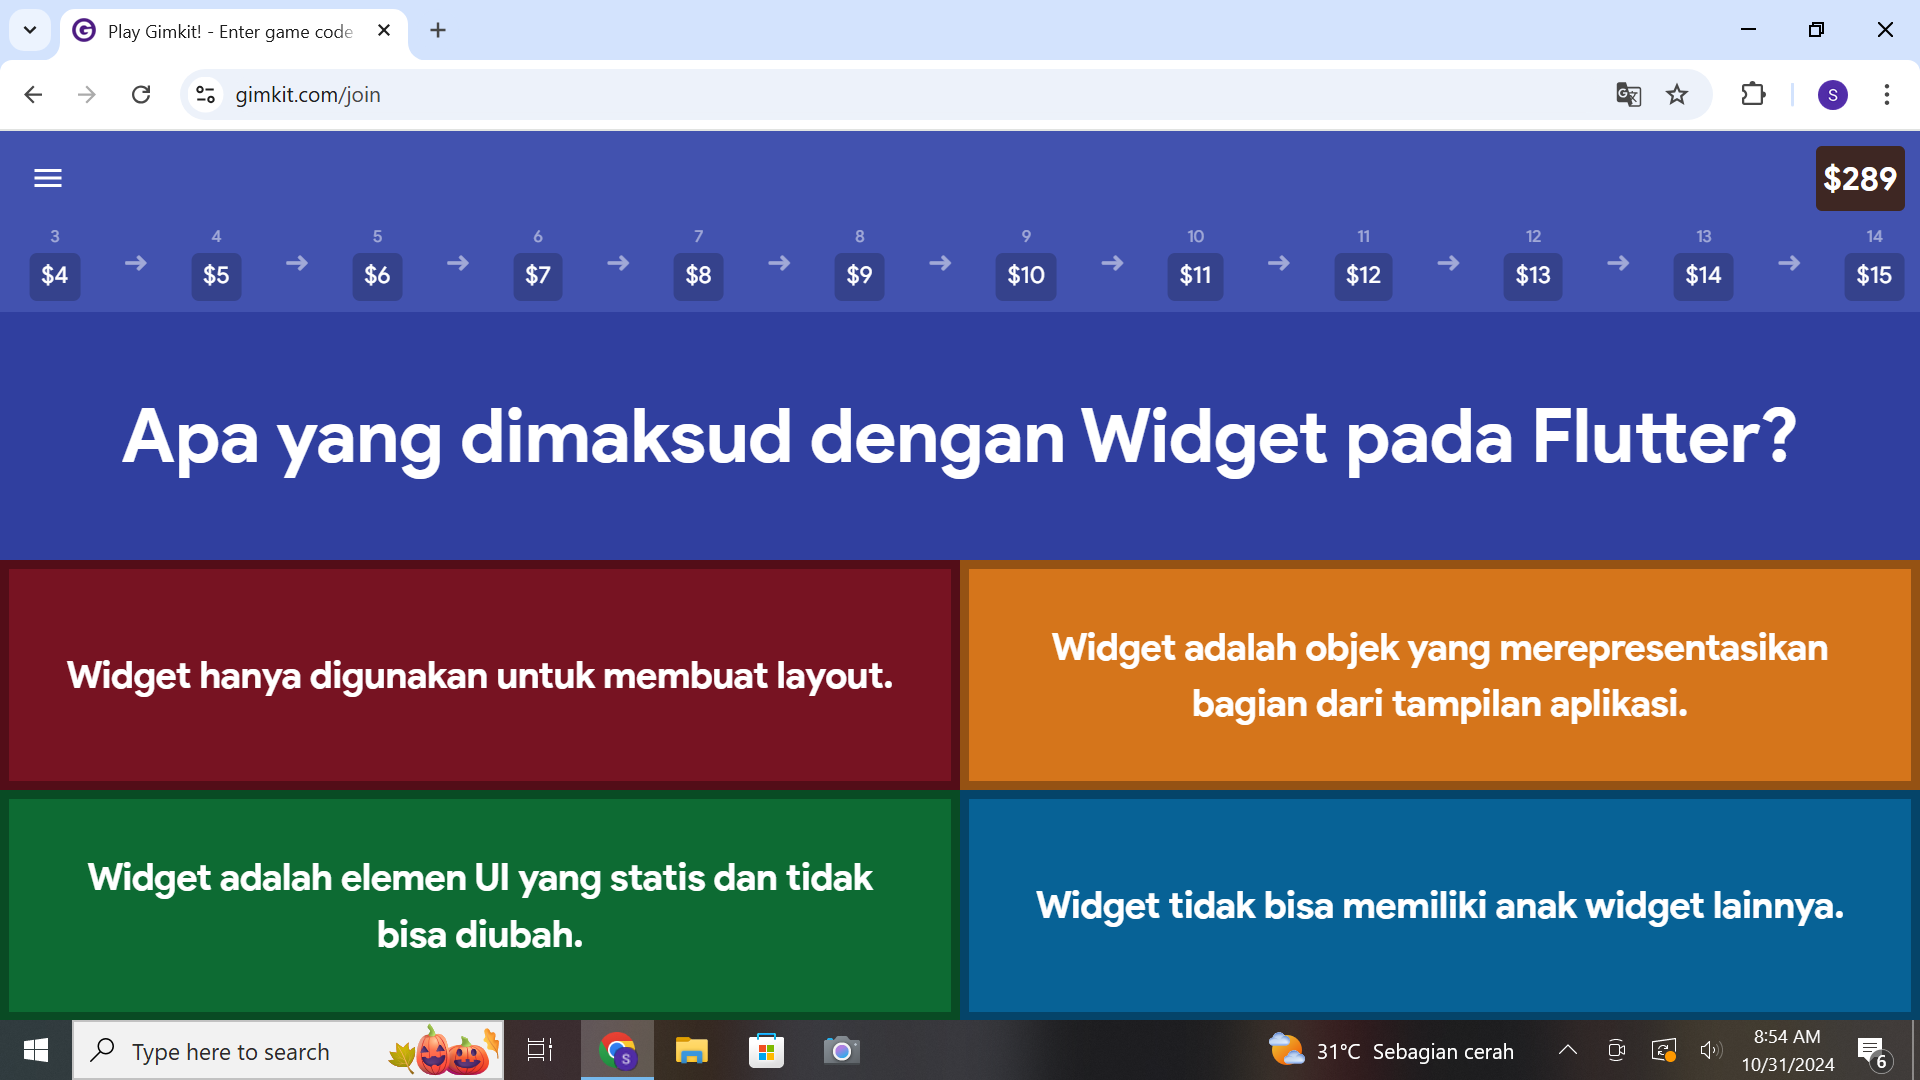 Play Gimkit! - Enter game code
gimkit.com/join
S
$289
3 4 5 6 7 8 9 10 11 12 13 14
$4 $5 $6 $7 $8 $9 $10 $11 $12 $13 $14 $15
Apa yang dimaksud dengan Widget pada Flutter?
Widget hanya digunakan untuk membuat layout.
Widget adalah objek yang merepresentasikan
bagian dari tampilan aplikasi.
Widget adalah elemen UI yang statis dan tidak
bisa diubah.
Widget tidak bisa memiliki anak widget lainnya.
Type here to search
S
31°C Sebagian cerah
8:54 AM
10/31/2024
6